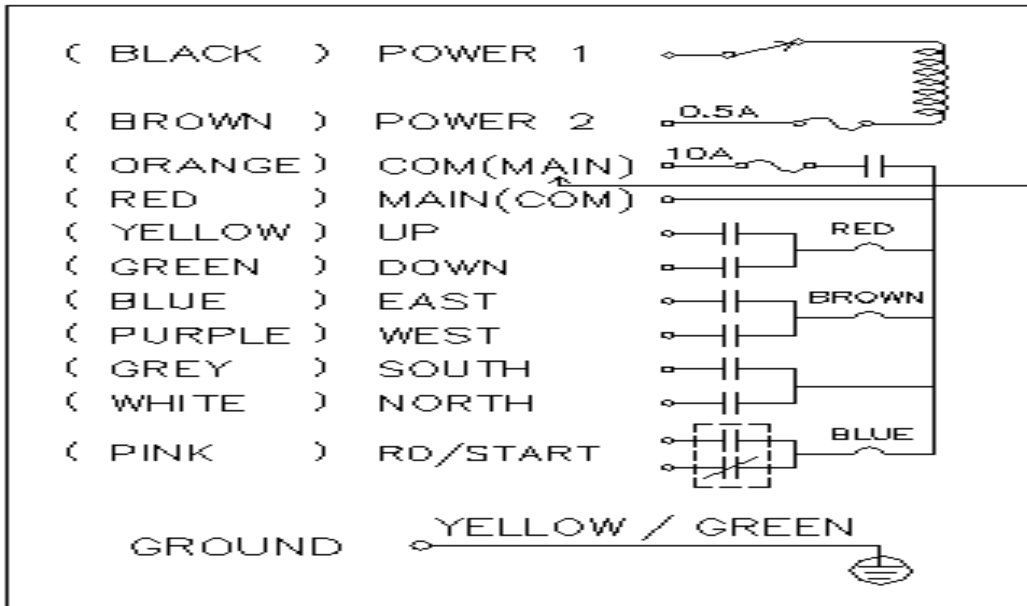 ( BLACK ) POWER 1
( BROWN ) POWER 2 0.5A
( ORANGE ) COM(MAIN) 10A
( RED ) MAIN(COM)
( YELLOW ) UP RED
( GREEN ) DOWN
( BLUE ) EAST BROWN
( PURPLE ) WEST
( GREY ) SOUTH
( WHITE ) NORTH
( PINK ) RD/START BLUE
GROUND YELLOW / GREEN